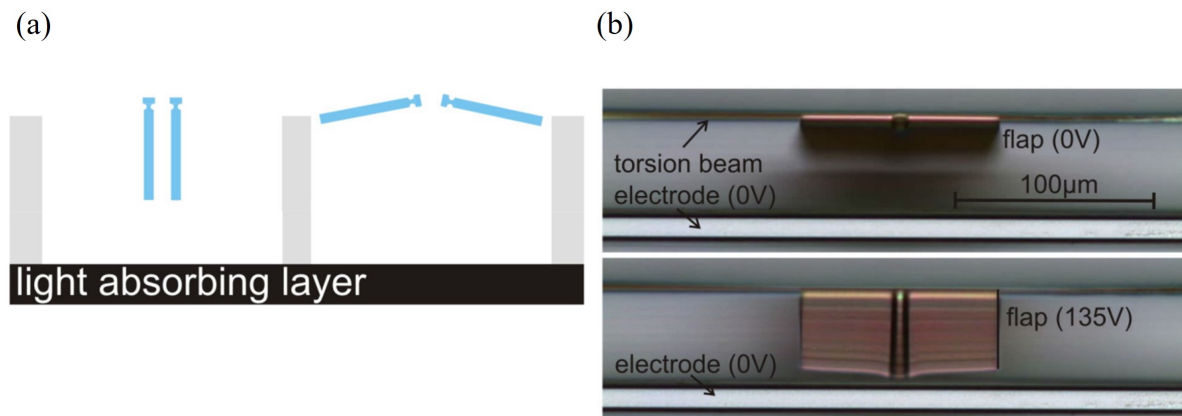 (a)
(b)
light absorbing layer
torsion beam
flap (0V)
electrode (0V)
100µm
flap (135V)
electrode (0V)